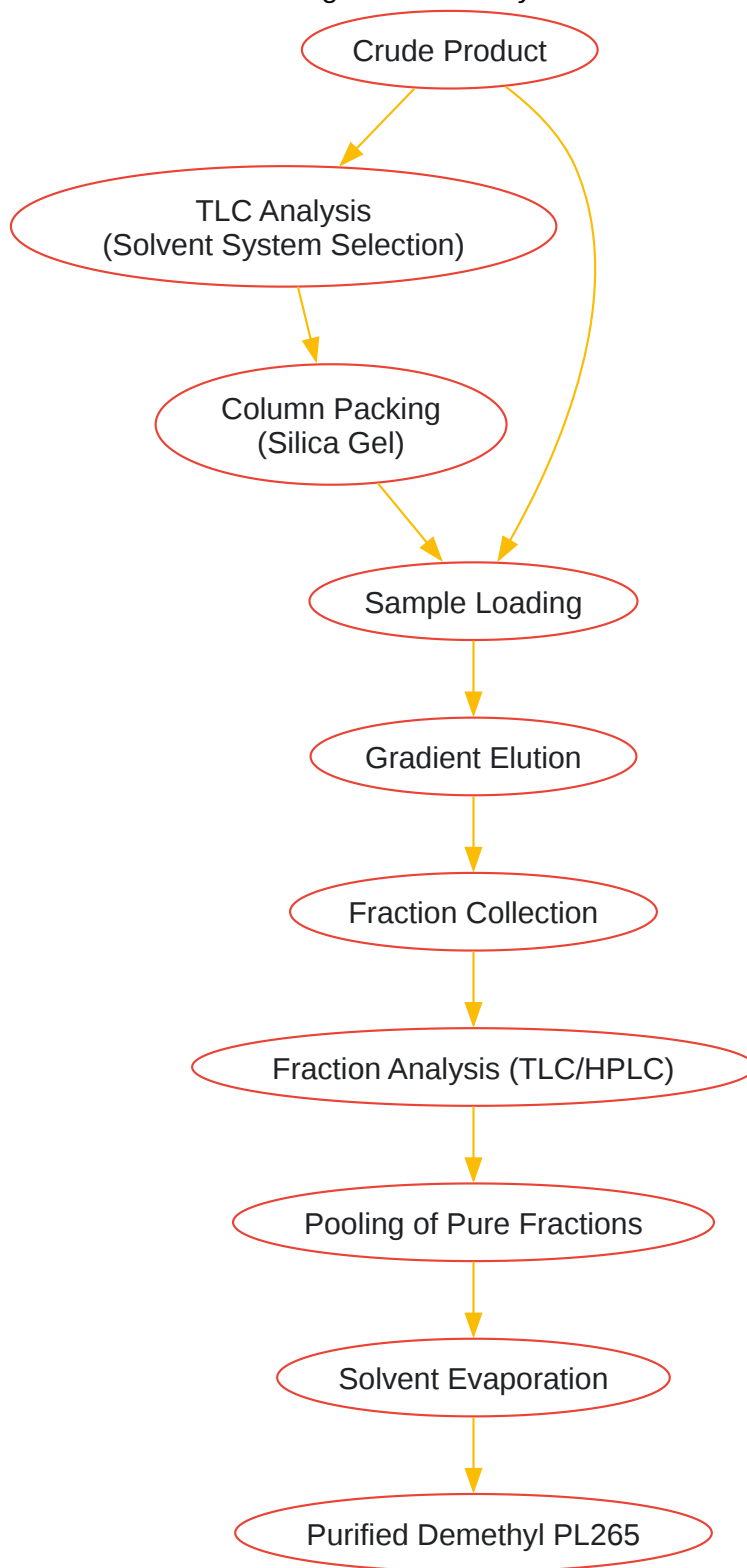 Crude Product
TLC Analysis
(Solvent System Selection)
Column Packing
(Silica Gel)
Sample Loading
Gradient Elution
Fraction Collection
Fraction Analysis (TLC/HPLC)
Pooling of Pure Fractions
Solvent Evaporation
Purified Demethyl PL265